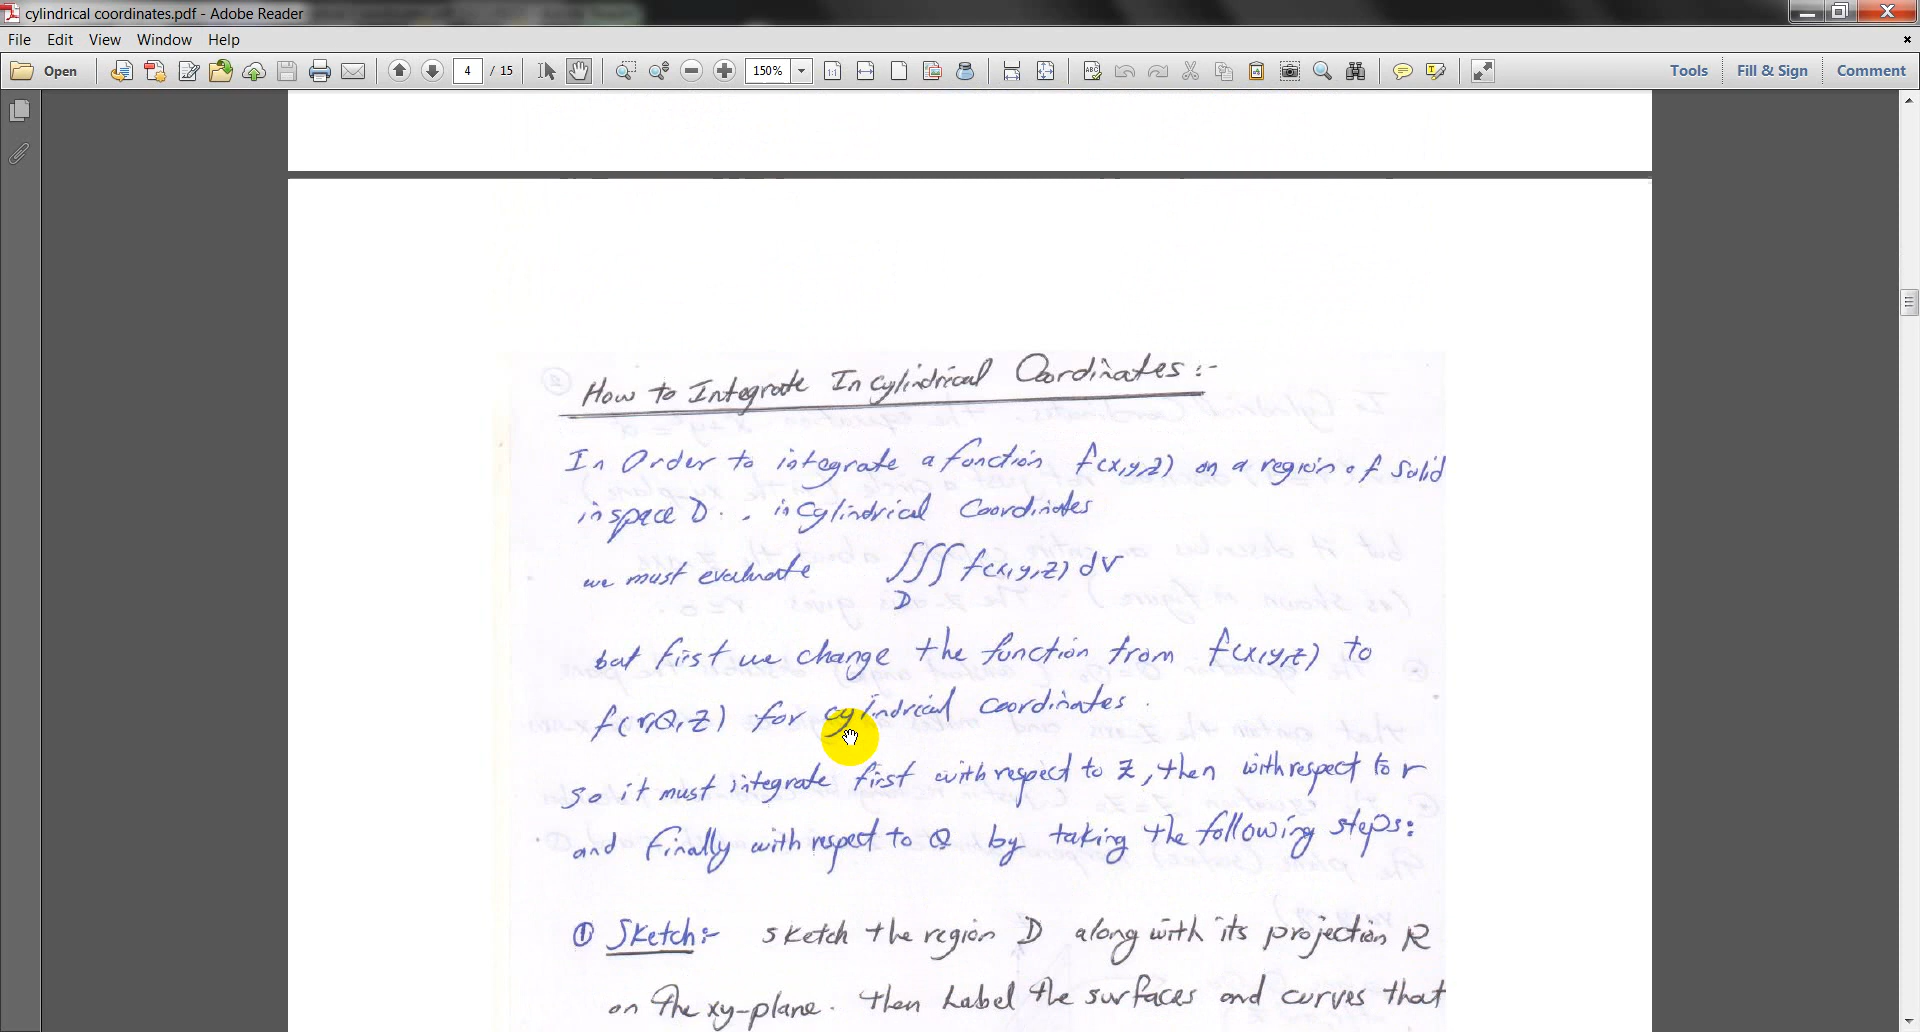 cylindrical coordinates.pdf - Adobe Reader
File Edit View Window Help
Open 4 / 15 150% Tools Fill & Sign Comment
How to Integrate In Cylindrical Coordinates :-
In Order to integrate a function f(x,y,z) on a region of solid
in space D . . in Cylindrical Coordinates
we must evaluate ∭ f(x,y,z) dV
D
but first we change the function from f(x,y,z) to
f(r,θ,z) for cylindrical coordinates .
so it must integrate first with respect to z, then with respect to r
and finally with respect to θ by taking the following steps:
① Sketch:- sketch the region D along with its projection R
on the xy-plane. then Label the surfaces and curves that